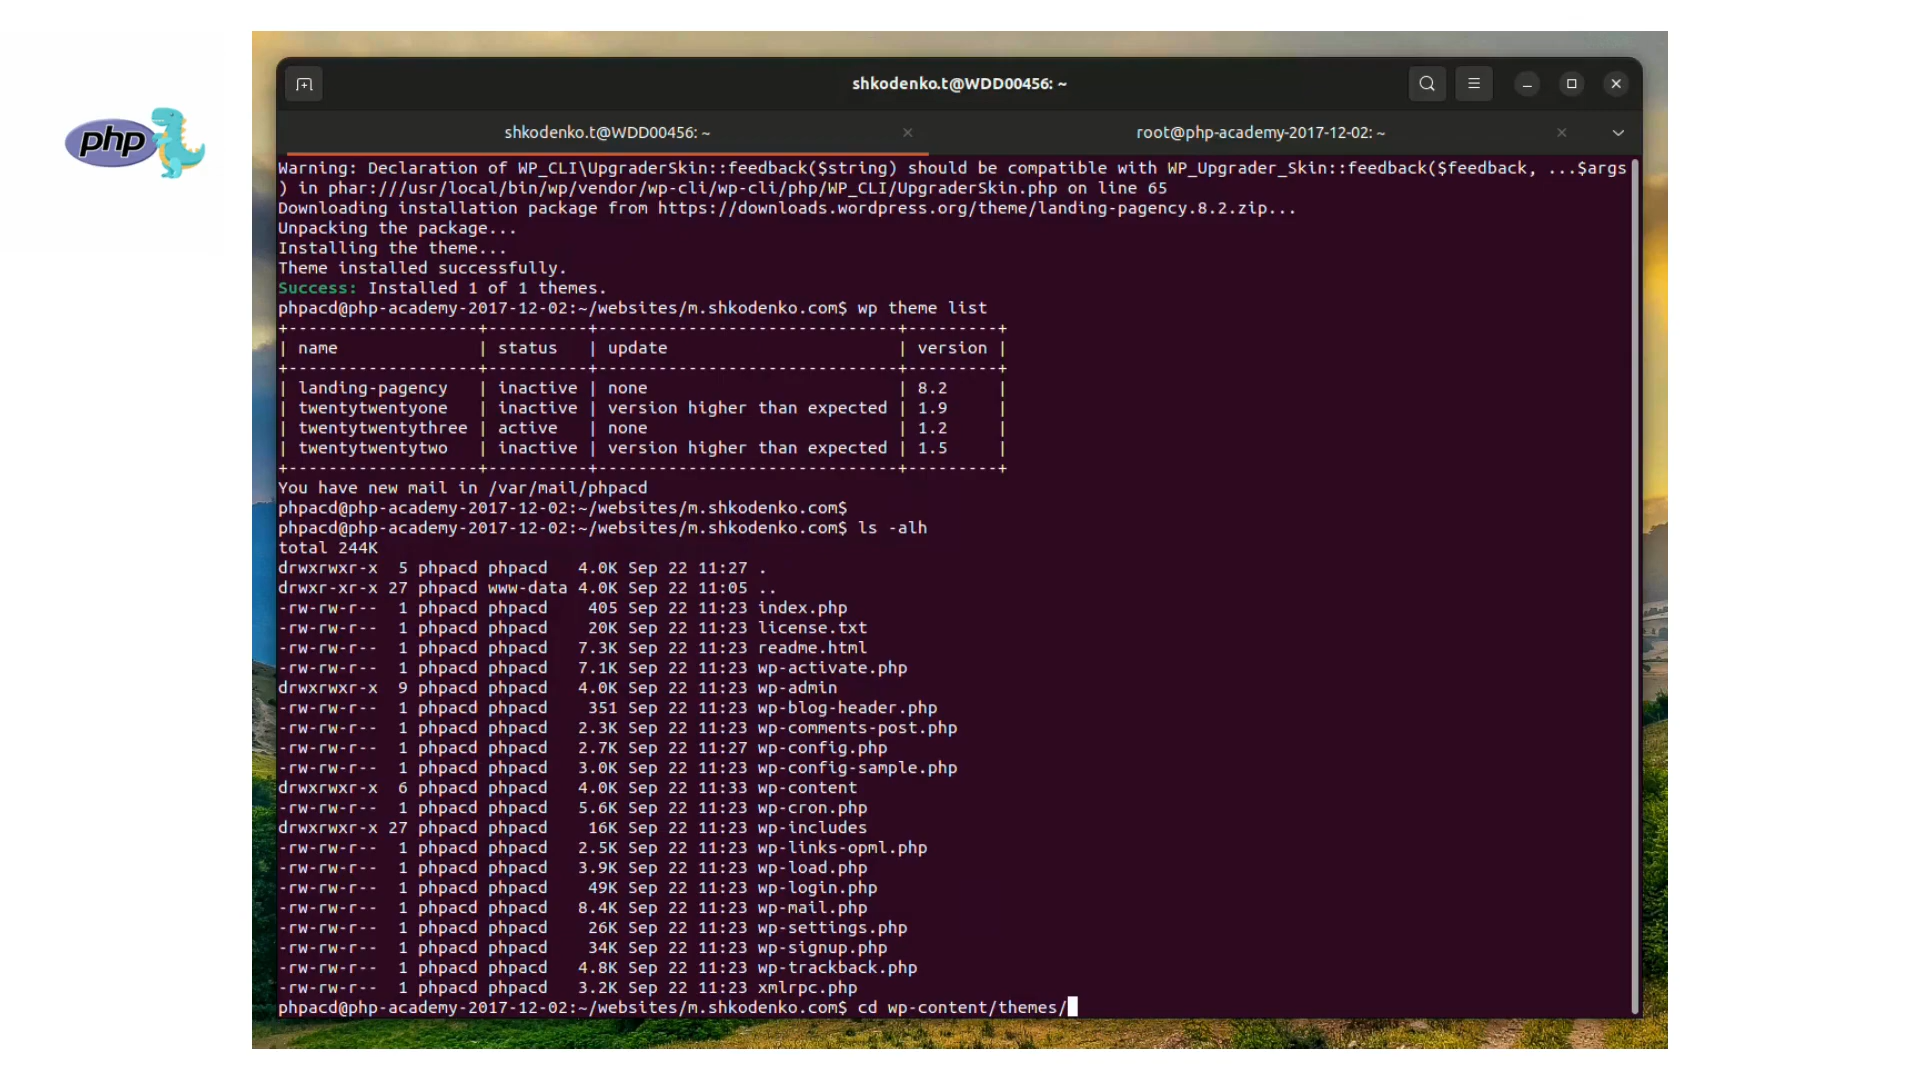 shkodenko.t@WDD00456: ~
php
shkodenko.t@WDD00456: ~
root@php-academy-2017-12-02: ~
Warning: Declaration of WP_CLI\UpgraderSkin::feedback($string) should be compatible with WP_Upgrader_Skin::feedback($feedback, ...$args
) in phar:///usr/local/bin/wp/vendor/wp-cli/wp-cli/php/WP_CLI/UpgraderSkin.php on line 65
Downloading installation package from https://downloads.wordpress.org/theme/landing-pagency.8.2.zip...
Unpacking the package...
Installing the theme...
Theme installed successfully.
Success: Installed 1 of 1 themes.
phpacd@php-academy-2017-12-02:~/websites/m.shkodenko.com$ wp theme list
+-------------------+----------+------------------------------+---------+
| name              | status   | update                       | version |
+-------------------+----------+------------------------------+---------+
| landing-pagency   | inactive | none                         | 8.2     |
| twentytwentyone   | inactive | version higher than expected | 1.9     |
| twentytwentythree | active   | none                         | 1.2     |
| twentytwentytwo   | inactive | version higher than expected | 1.5     |
+-------------------+----------+------------------------------+---------+
You have new mail in /var/mail/phpacd
phpacd@php-academy-2017-12-02:~/websites/m.shkodenko.com$
phpacd@php-academy-2017-12-02:~/websites/m.shkodenko.com$ ls -alh
total 244K
drwxrwxr-x  5 phpacd phpacd   4.0K Sep 22 11:27 .
drwxr-xr-x 27 phpacd www-data 4.0K Sep 22 11:05 ..
-rw-rw-r--  1 phpacd phpacd    405 Sep 22 11:23 index.php
-rw-rw-r--  1 phpacd phpacd    20K Sep 22 11:23 license.txt
-rw-rw-r--  1 phpacd phpacd   7.3K Sep 22 11:23 readme.html
-rw-rw-r--  1 phpacd phpacd   7.1K Sep 22 11:23 wp-activate.php
drwxrwxr-x  9 phpacd phpacd   4.0K Sep 22 11:23 wp-admin
-rw-rw-r--  1 phpacd phpacd    351 Sep 22 11:23 wp-blog-header.php
-rw-rw-r--  1 phpacd phpacd   2.3K Sep 22 11:23 wp-comments-post.php
-rw-rw-r--  1 phpacd phpacd   2.7K Sep 22 11:27 wp-config.php
-rw-rw-r--  1 phpacd phpacd   3.0K Sep 22 11:23 wp-config-sample.php
drwxrwxr-x  6 phpacd phpacd   4.0K Sep 22 11:33 wp-content
-rw-rw-r--  1 phpacd phpacd   5.6K Sep 22 11:23 wp-cron.php
drwxrwxr-x 27 phpacd phpacd    16K Sep 22 11:23 wp-includes
-rw-rw-r--  1 phpacd phpacd   2.5K Sep 22 11:23 wp-links-opml.php
-rw-rw-r--  1 phpacd phpacd   3.9K Sep 22 11:23 wp-load.php
-rw-rw-r--  1 phpacd phpacd    49K Sep 22 11:23 wp-login.php
-rw-rw-r--  1 phpacd phpacd   8.4K Sep 22 11:23 wp-mail.php
-rw-rw-r--  1 phpacd phpacd    26K Sep 22 11:23 wp-settings.php
-rw-rw-r--  1 phpacd phpacd    34K Sep 22 11:23 wp-signup.php
-rw-rw-r--  1 phpacd phpacd   4.8K Sep 22 11:23 wp-trackback.php
-rw-rw-r--  1 phpacd phpacd   3.2K Sep 22 11:23 xmlrpc.php
phpacd@php-academy-2017-12-02:~/websites/m.shkodenko.com$ cd wp-content/themes/